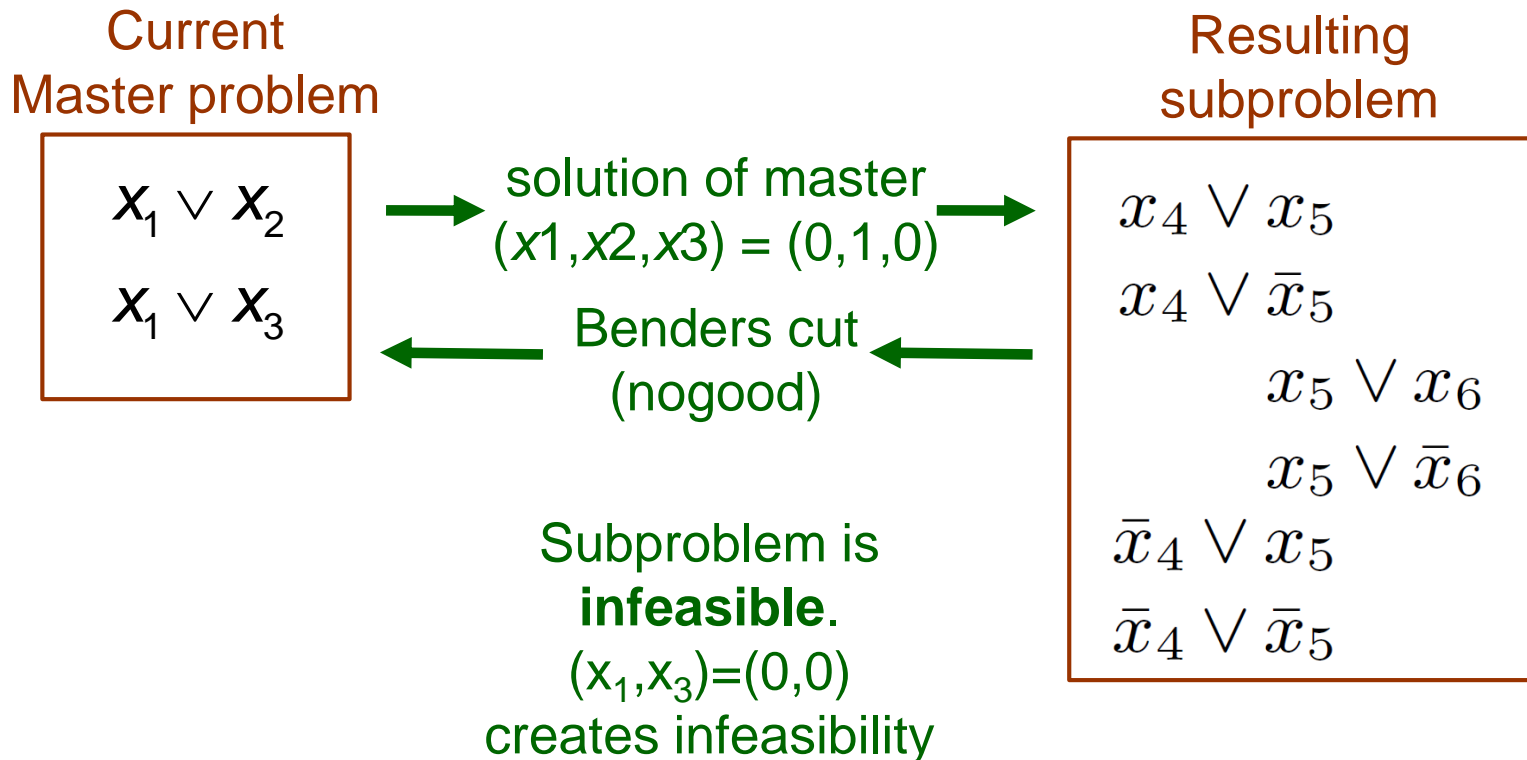 Current
Master problem
x₁ ∨ x₂
x₁ ∨ x₃
solution of master
(x1,x2,x3) = (0,1,0)
Benders cut
(nogood)
Subproblem is
infeasible.
(x₁,x₃)=(0,0)
creates infeasibility
Resulting
subproblem
x₄ ∨ x₅
x₄ ∨ x̄₅
x₅ ∨ x₆
x₅ ∨ x̄₆
x̄₄ ∨ x₅
x̄₄ ∨ x̄₅